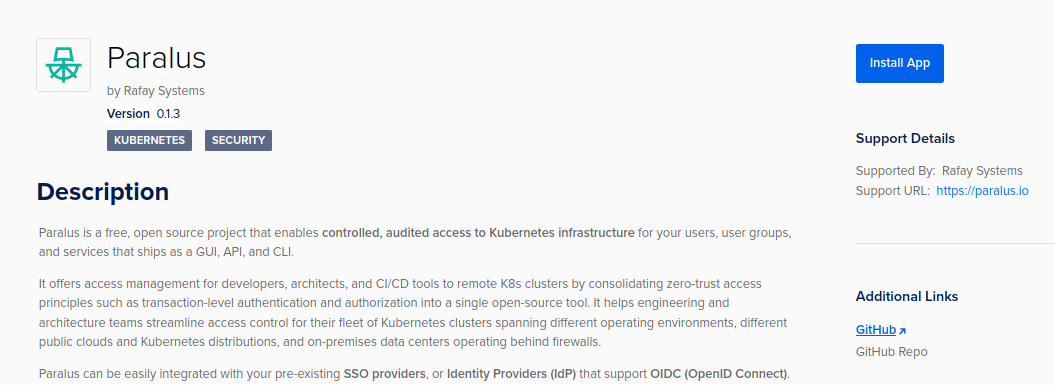 Paralus
by Rafay Systems
Version 0.1.3
KUBERNETES SECURITY
Description
Paralus is a free, open source project that enables controlled, audited access to Kubernetes infrastructure for your users, user groups,
and services that ships as a GUI, API, and CLI.
It offers access management for developers, architects, and CI/CD tools to remote K8s clusters by consolidating zero-trust access
principles such as transaction-level authentication and authorization into a single open-source tool. It helps engineering and
architecture teams streamline access control for their fleet of Kubernetes clusters spanning different operating environments, different
public clouds and Kubernetes distributions, and on-premises data centers operating behind firewalls.
Paralus can be easily integrated with your pre-existing SSO providers, or Identity Providers (IdP) that support OIDC (OpenID Connect).
Install App
Support Details
Supported By: Rafay Systems
Support URL: https://paralus.io
Additional Links
GitHub
GitHub Repo